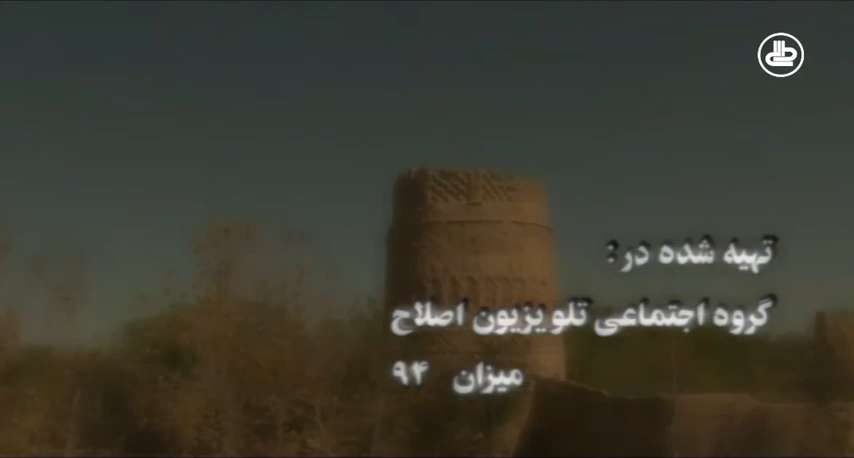 تهیه شده در:
گروه اجتماعی تلویزیون اصلاح
میزان ۹۴